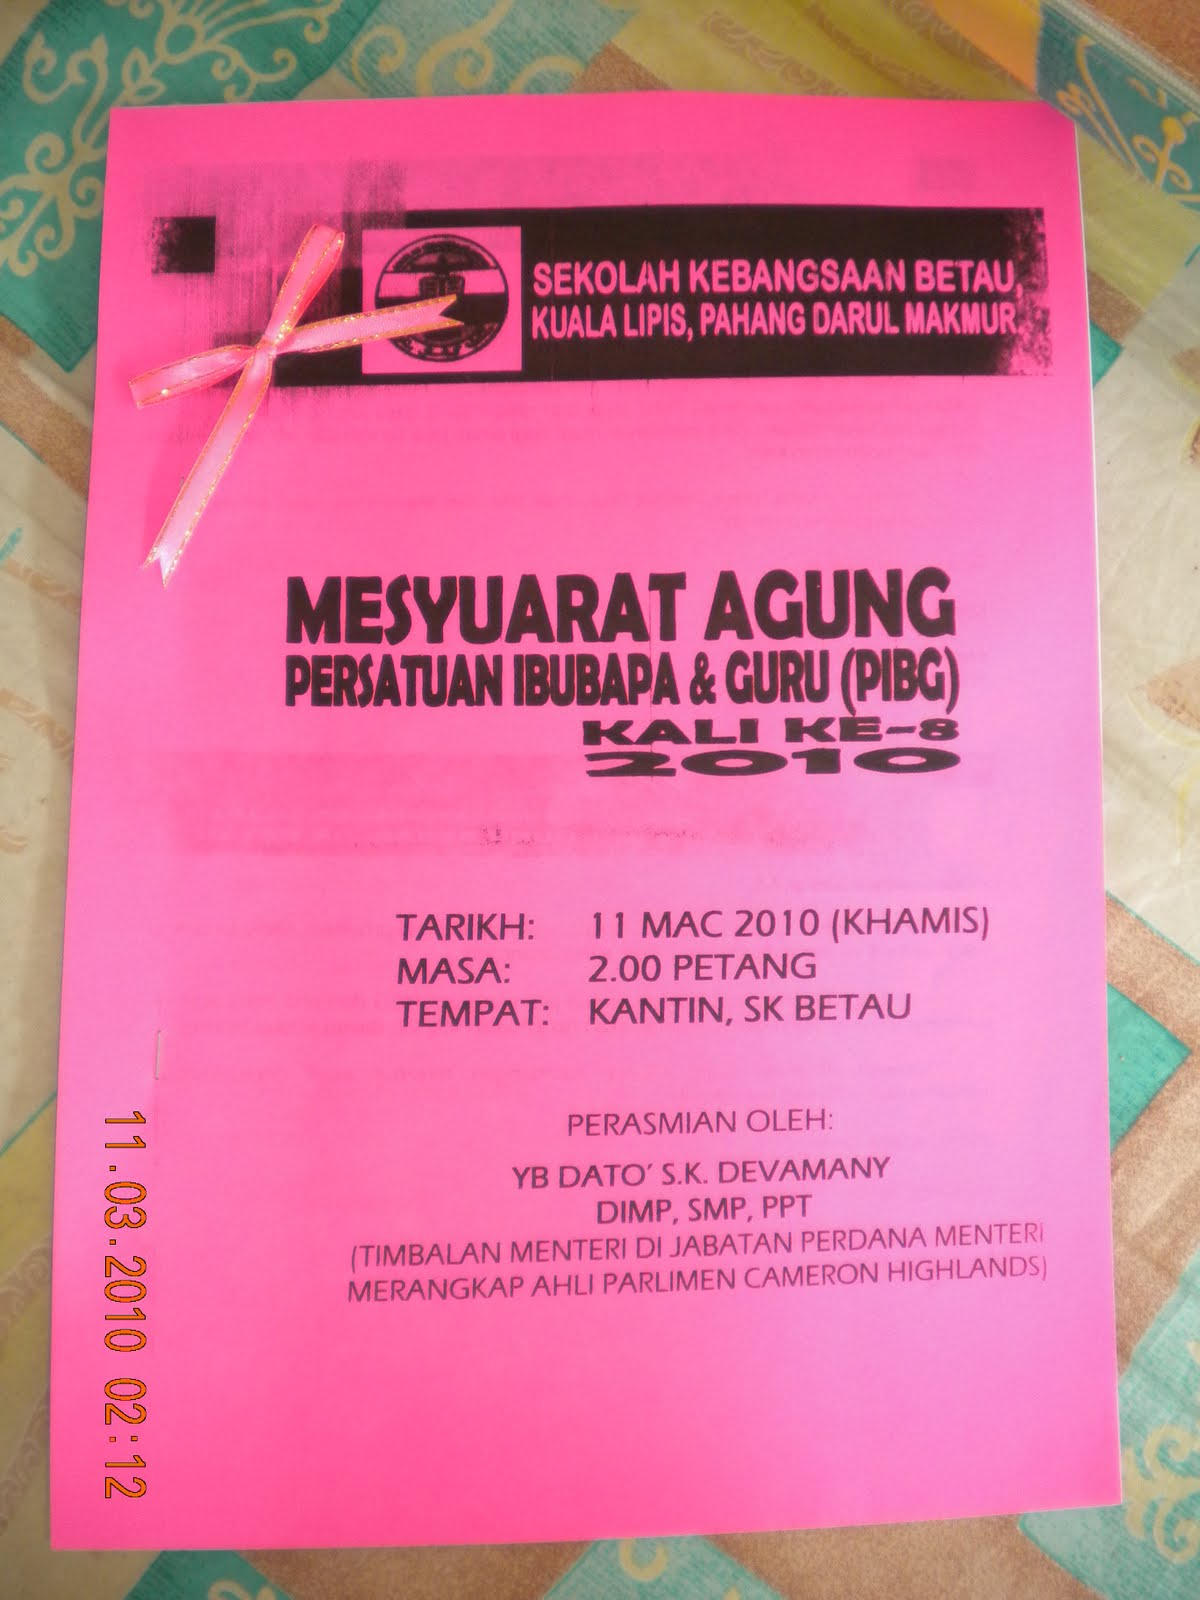 SEKOLAH KEBANGSAAN BETAU,
KUALA LIPIS, PAHANG DARUL MAKMUR.
MESYUARAT AGUNG
PERSATUAN IBUBAPA & GURU (PIBG)
KALI KE-8
2010
TARIKH: 11 MAC 2010 (KHAMIS)
MASA: 2.00 PETANG
TEMPAT: KANTIN, SK BETAU
PERASMIAN OLEH:
YB DATO' S.K. DEVAMANY
DIMP, SMP, PPT
(TIMBALAN MENTERI DI JABATAN PERDANA MENTERI
MERANGKAP AHLI PARLIMEN CAMERON HIGHLANDS)
11.03.2010 02:12